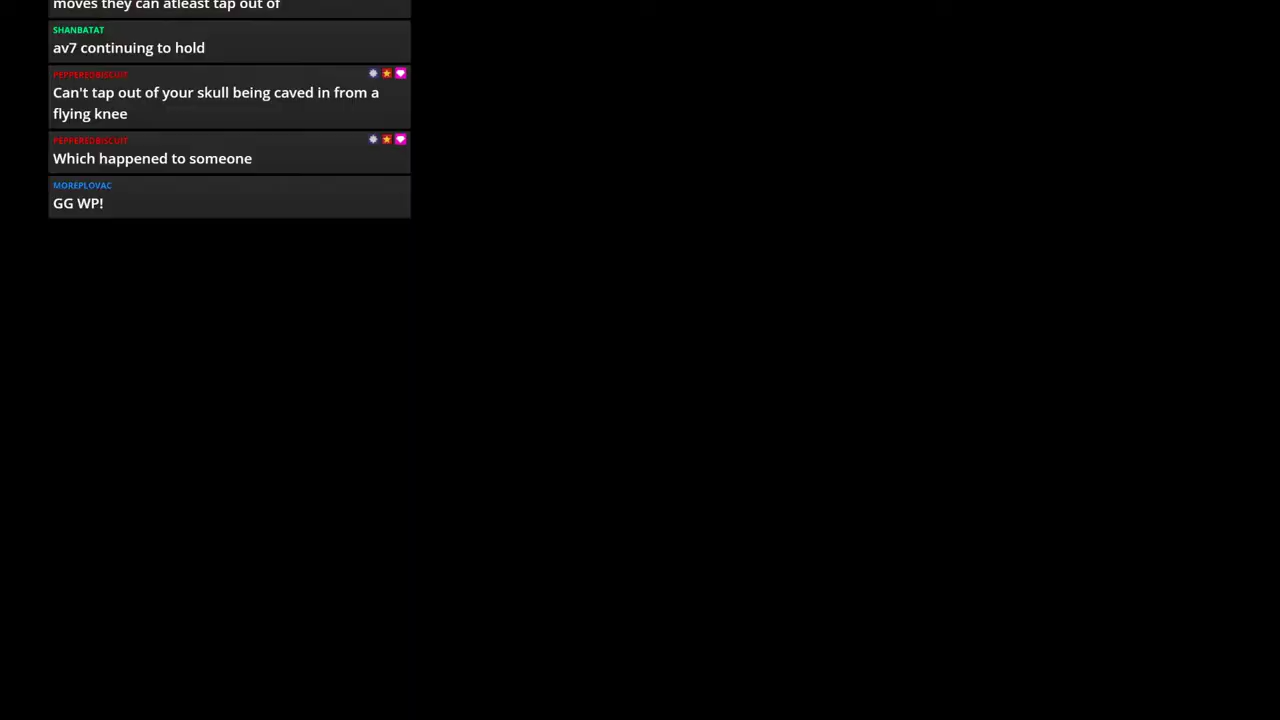 moves they can atleast tap out of
SHANBATAT
av7 continuing to hold
PEPPEREDBISCUIT
Can't tap out of your skull being caved in from a
flying knee
PEPPEREDBISCUIT
Which happened to someone
MOREPLOVAC
GG WP!